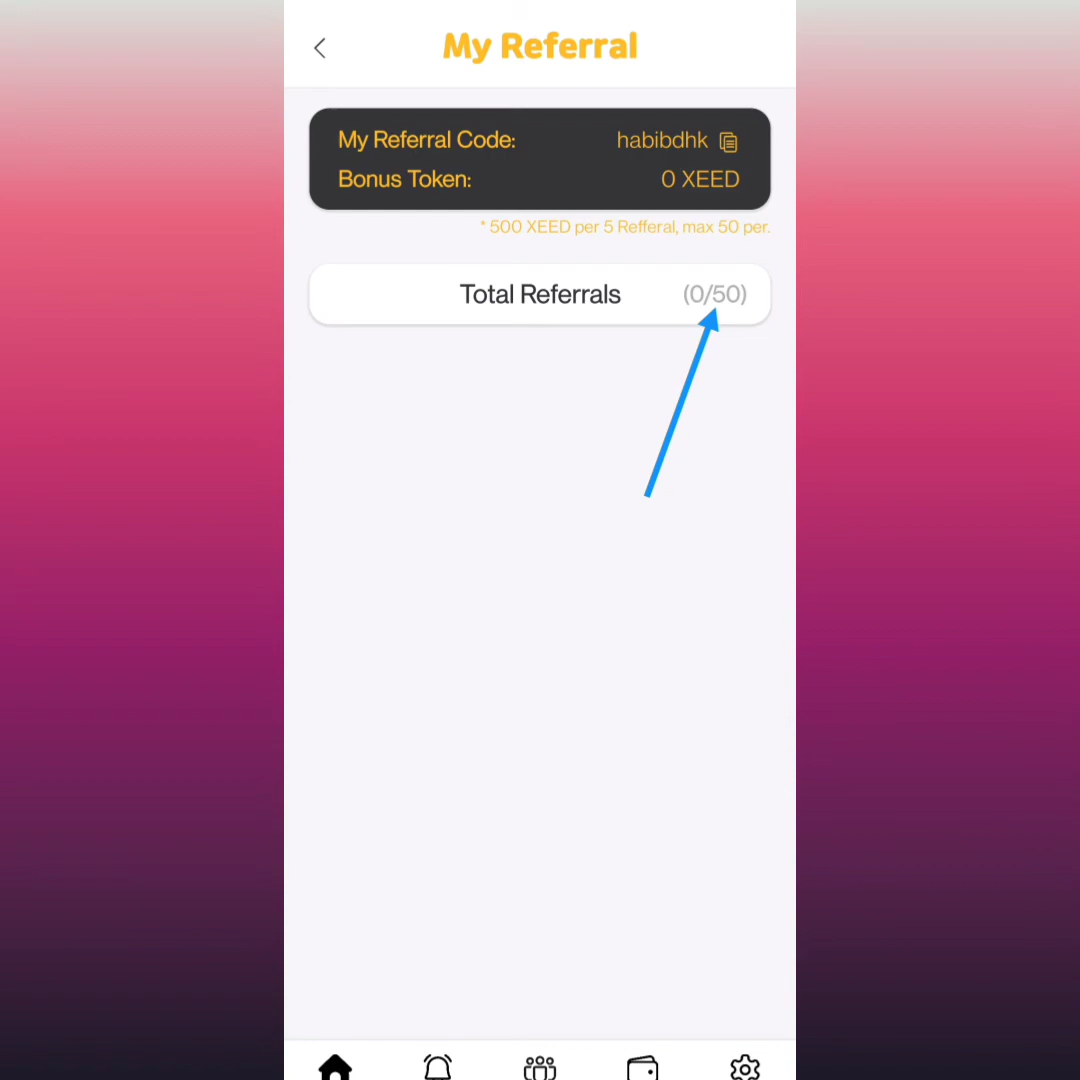 My Referral
My Referral Code: habibdhk
Bonus Token: 0 XEED
* 500 XEED per 5 Refferal, max 50 per.
Total Referrals (0/50)